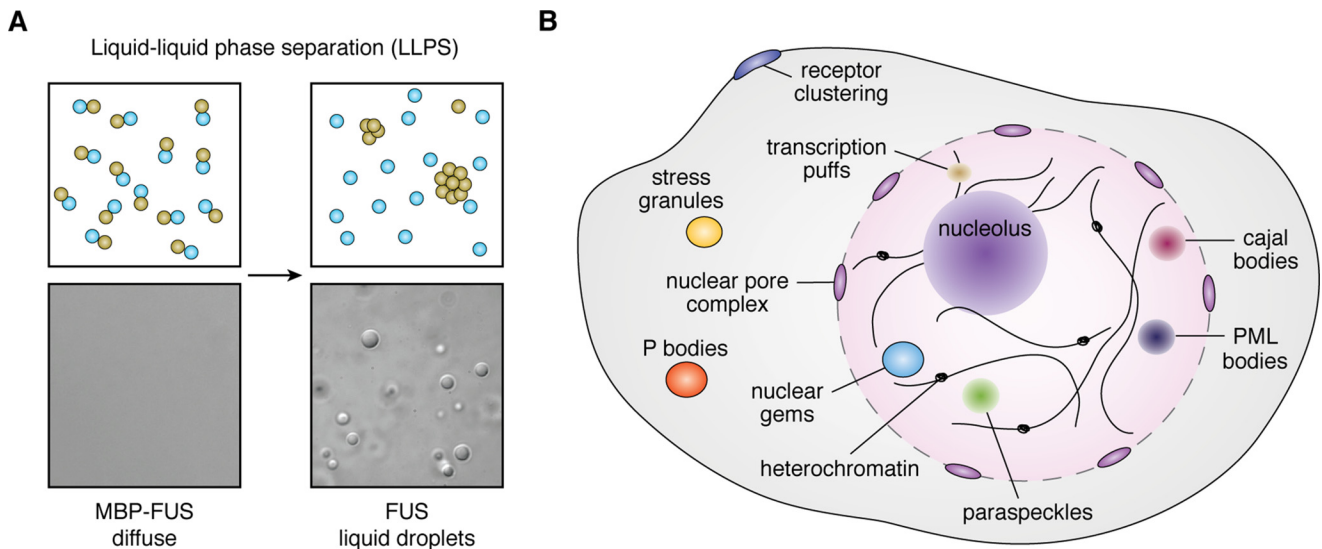 A
Liquid-liquid phase separation (LLPS)
MBP-FUS
diffuse
FUS
liquid droplets
B
receptor
clustering
transcription
puffs
stress
granules
nucleolus
cajal
bodies
nuclear pore
complex
P bodies
PML
bodies
nuclear
gems
heterochromatin
paraspeckles